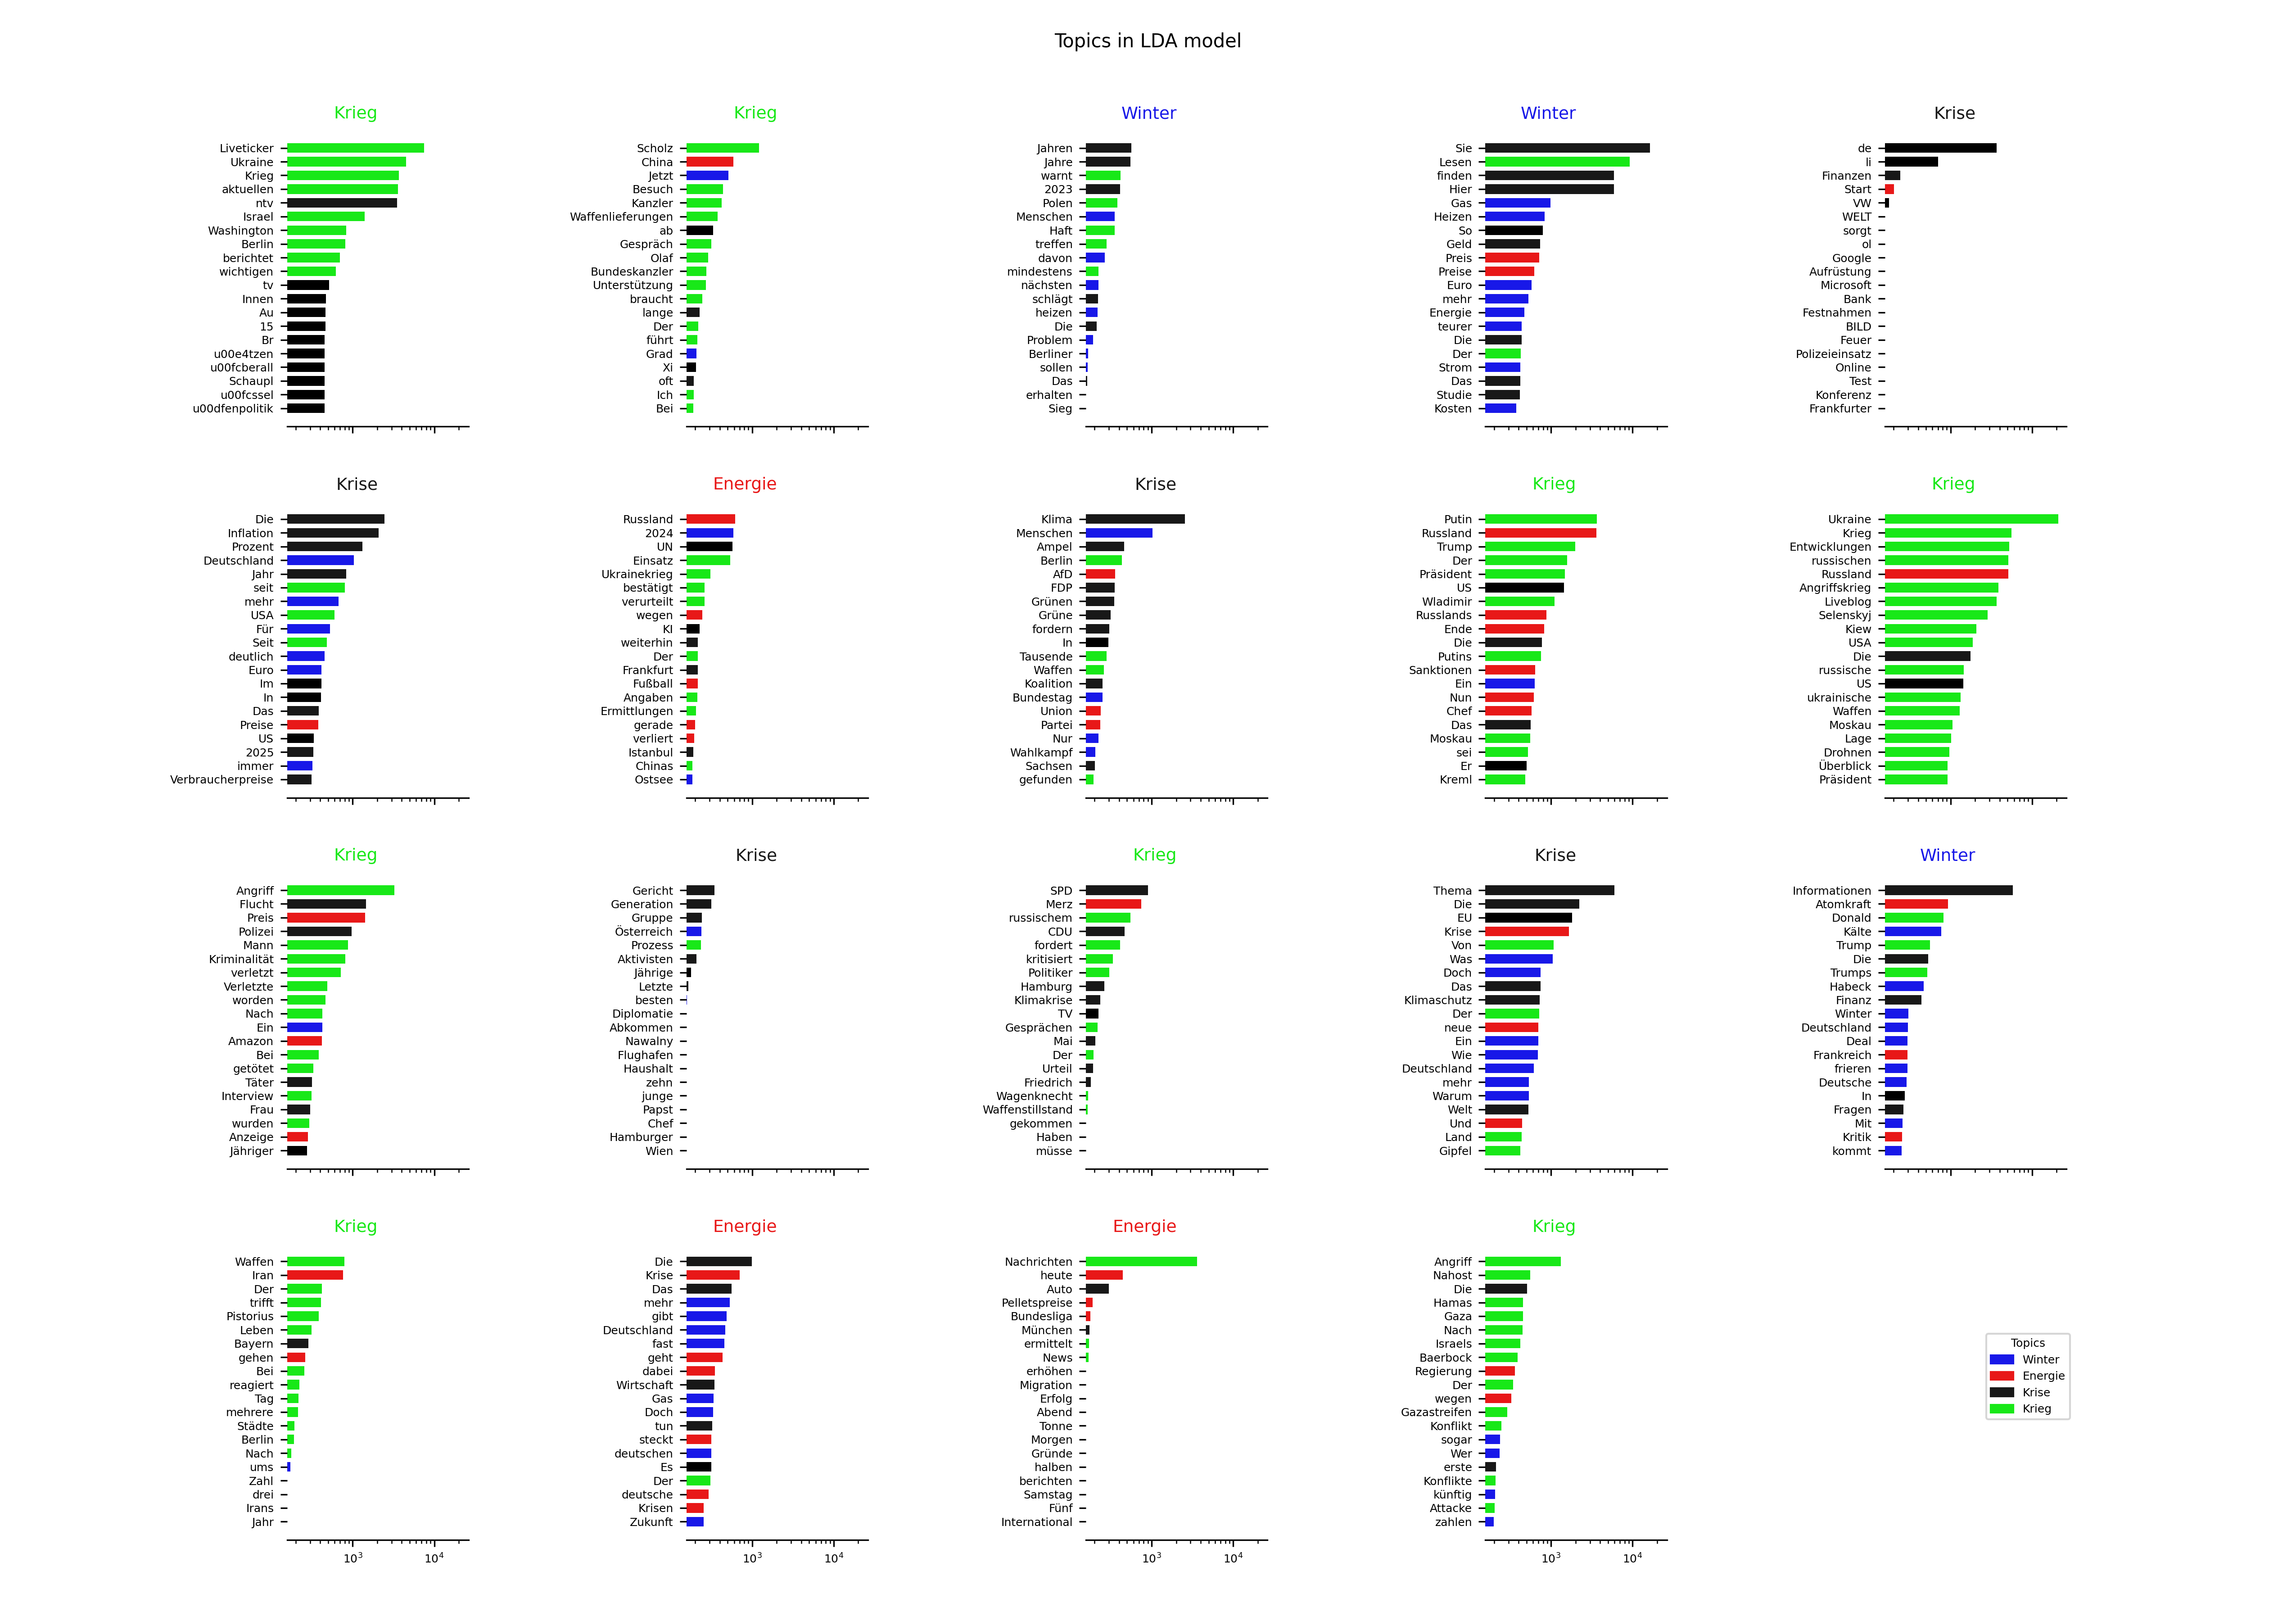 Topics in LDA model
Krieg
Liveticker
Ukraine
Krieg
aktuellen
ntv
Israel
Washington
Berlin
berichtet
wichtigen
tv
Innen
Au
15
Br
u00e4tzen
u00fcberall
Schaupl
u00fcssel
u00dfenpolitik
Krieg
Scholz
China
Jetzt
Besuch
Kanzler
Waffenlieferungen
ab
Gespräch
Olaf
Bundeskanzler
Unterstützung
braucht
lange
Der
führt
Grad
Xi
oft
Ich
Bei
Winter
Jahren
Jahre
warnt
2023
Polen
Menschen
Haft
treffen
davon
mindestens
nächsten
schlägt
heizen
Die
Problem
Berliner
sollen
Das
erhalten
Sieg
Winter
Sie
Lesen
finden
Hier
Gas
Heizen
So
Geld
Preis
Preise
Euro
mehr
Energie
teurer
Die
Der
Strom
Das
Studie
Kosten
Krise
de
li
Finanzen
Start
VW
WELT
sorgt
ol
Google
Aufrüstung
Microsoft
Bank
Festnahmen
BILD
Feuer
Polizeieinsatz
Online
Test
Konferenz
Frankfurter
Krise
Die
Inflation
Prozent
Deutschland
Jahr
seit
mehr
USA
Für
Seit
deutlich
Euro
Im
In
Das
Preise
US
2025
immer
Verbraucherpreise
Energie
Russland
2024
UN
Einsatz
Ukrainekrieg
bestätigt
verurteilt
wegen
KI
weiterhin
Der
Frankfurt
Fußball
Angaben
Ermittlungen
gerade
verliert
Istanbul
Chinas
Ostsee
Krise
Klima
Menschen
Ampel
Berlin
AfD
FDP
Grünen
Grüne
fordern
In
Tausende
Waffen
Koalition
Bundestag
Union
Partei
Nur
Wahlkampf
Sachsen
gefunden
Krieg
Putin
Russland
Trump
Der
Präsident
US
Wladimir
Russlands
Ende
Die
Putins
Sanktionen
Ein
Nun
Chef
Das
Moskau
sei
Er
Kreml
Krieg
Ukraine
Krieg
Entwicklungen
russischen
Russland
Angriffskrieg
Liveblog
Selenskyj
Kiew
USA
Die
russische
US
ukrainische
Waffen
Moskau
Lage
Drohnen
Überblick
Präsident
Krieg
Angriff
Flucht
Preis
Polizei
Mann
Kriminalität
verletzt
Verletzte
worden
Nach
Ein
Amazon
Bei
getötet
Täter
Interview
Frau
wurden
Anzeige
Jähriger
Krise
Gericht
Generation
Gruppe
Österreich
Prozess
Aktivisten
Jährige
Letzte
besten
Diplomatie
Abkommen
Nawalny
Flughafen
Haushalt
zehn
junge
Papst
Chef
Hamburger
Wien
Krieg
SPD
Merz
russischem
CDU
fordert
kritisiert
Politiker
Hamburg
Klimakrise
TV
Gesprächen
Mai
Der
Urteil
Friedrich
Wagenknecht
Waffenstillstand
gekommen
Haben
müsse
Krise
Thema
Die
EU
Krise
Von
Was
Doch
Das
Klimaschutz
Der
neue
Ein
Wie
Deutschland
mehr
Warum
Welt
Und
Land
Gipfel
Winter
Informationen
Atomkraft
Donald
Kälte
Trump
Die
Trumps
Habeck
Finanz
Winter
Deutschland
Deal
Frankreich
frieren
Deutsche
In
Fragen
Mit
Kritik
kommt
Krieg
Waffen
Iran
Der
trifft
Pistorius
Leben
Bayern
gehen
Bei
reagiert
Tag
mehrere
Städte
Berlin
Nach
ums
Zahl
drei
Irans
Jahr
10³ 10⁴
Energie
Die
Krise
Das
mehr
gibt
Deutschland
fast
geht
dabei
Wirtschaft
Gas
Doch
tun
steckt
deutschen
Es
Der
deutsche
Krisen
Zukunft
10³ 10⁴
Energie
Nachrichten
heute
Auto
Pelletspreise
Bundesliga
München
ermittelt
News
erhöhen
Migration
Erfolg
Abend
Tonne
Morgen
Gründe
halben
berichten
Samstag
Fünf
International
10³ 10⁴
Krieg
Angriff
Nahost
Die
Hamas
Gaza
Nach
Israels
Baerbock
Regierung
Der
wegen
Gazastreifen
Konflikt
sogar
Wer
erste
Konflikte
künftig
Attacke
zahlen
10³ 10⁴
Topics
Winter
Energie
Krise
Krieg